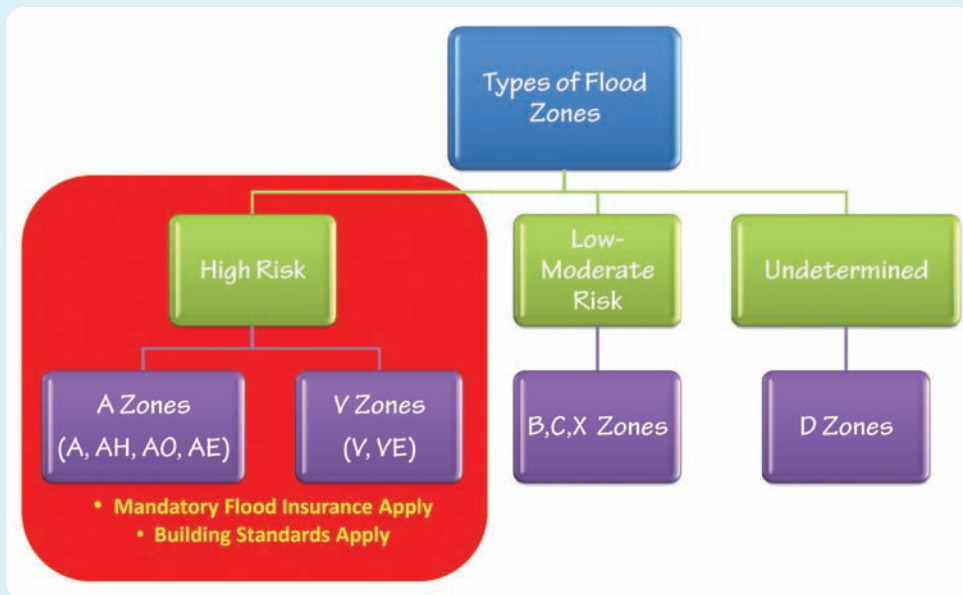 Types of Flood
Zones
High Risk
Low-
Moderate
Risk
Undetermined
A Zones
(A, AH, AO, AE)
V Zones
(V, VE)
B,C,X Zones
D Zones
• Mandatory Flood Insurance Apply
• Building Standards Apply